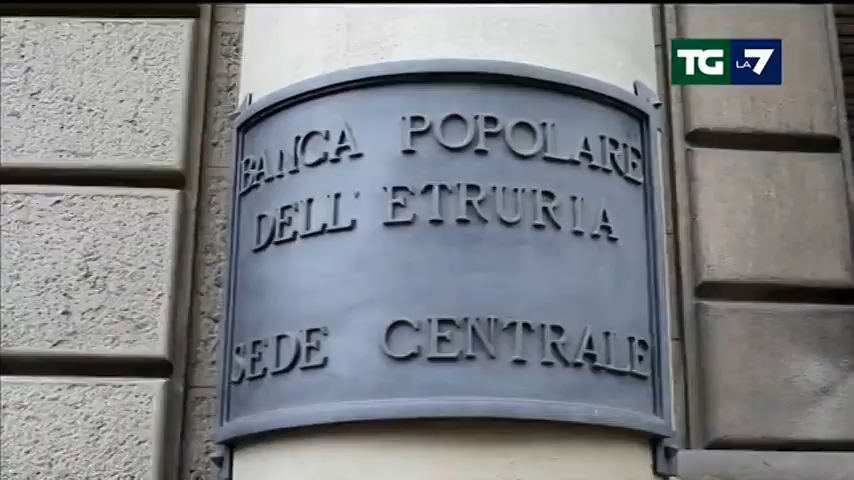 TG LA7
BANCA POPOLARE
DELL' ETRURIA
SEDE CENTRALE